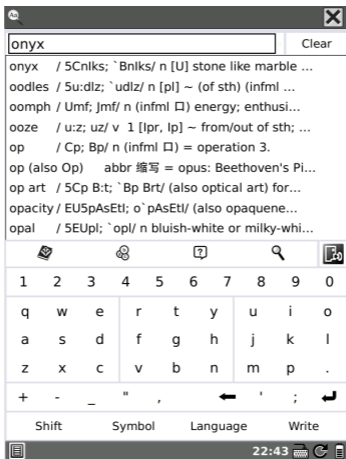 onyx
Clear
onyx / 5CnIks; `BnIks/ n [U] stone like marble ...
oodles / 5u:dlz; `udlz/ n [pl] ~ (of sth) (infml ...
oomph / Umf; Jmf/ n (infml 口) energy; enthusi...
ooze / u:z; uz/ v 1 [Ipr, Ip] ~ from/out of sth; ...
op / Cp; Bp/ n (infml 口) = operation 3.
op (also Op) abbr 缩写 = opus: Beethoven's Pi...
op art / 5Cp B:t; `Bp Brt/ (also optical art) for...
opacity / EU5pAsEtI; o`pAsEtI/ (also opaquene...
opal / 5EUpl; `opl/ n bluish-white or milky-whi...
1 2 3 4 5 6 7 8 9 0
q w e r t y u i o
a s d f g h j k l
z x c v b n m p .
+ - _ " , ' ;
Shift Symbol Language Write
22:43